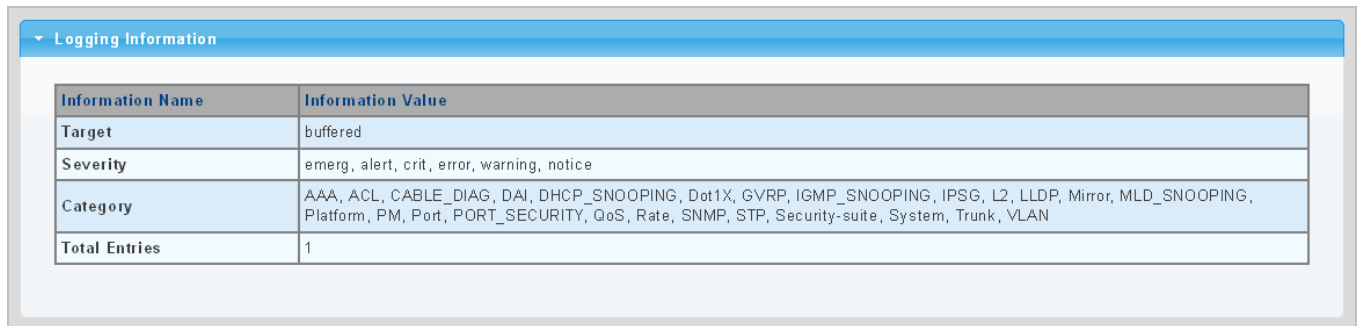 Logging Information
Information Name Information Value
Target buffered
Severity emerg, alert, crit, error, warning, notice
Category AAA, ACL, CABLE_DIAG, DAI, DHCP_SNOOPING, Dot1X, GVRP, IGMP_SNOOPING, IPSG, L2, LLDP, Mirror, MLD_SNOOPING,
Platform, PM, Port, PORT_SECURITY, QoS, Rate, SNMP, STP, Security-suite, System, Trunk, VLAN
Total Entries 1